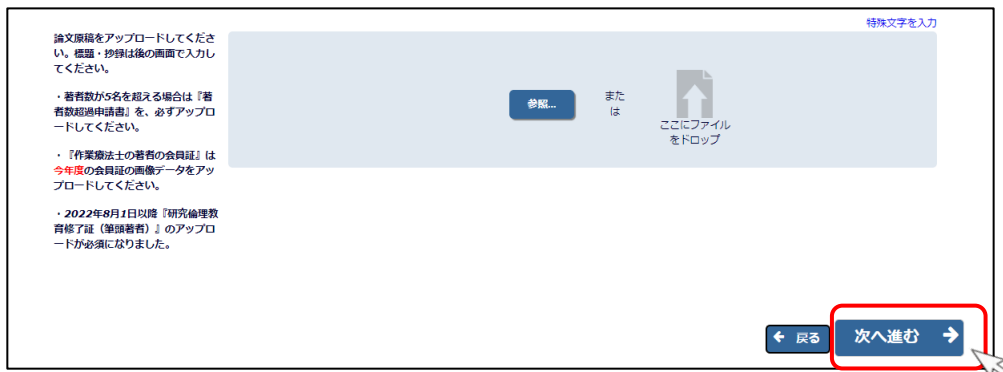 特殊文字を入力
論文原稿をアップロードしてくださ
い。標題・抄録は後の画面で入力し
てください。
・著者数が5名を超える場合は『著
者数超過申請書』を、必ずアップロ
ードしてください。
・『作業療法士の著者の会員証』は
今年度の会員証の画像データをアッ
プロードしてください。
・2022年8月1日以降『研究倫理教
育修了証（筆頭著者）』のアップロ
ードが必須になりました。
参照...
また
は
ここにファイル
をドロップ
戻る
次へ進む